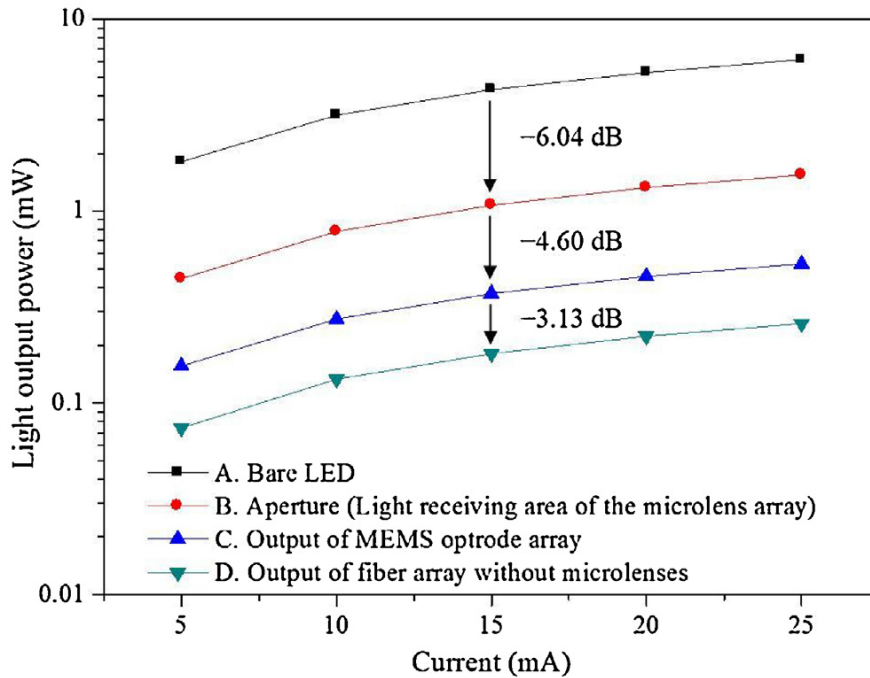 10
1
0.1
0.01
Light output power (mW)
−6.04 dB
−4.60 dB
−3.13 dB
A. Bare LED
B. Aperture (Light receiving area of the microlens array)
C. Output of MEMS optrode array
D. Output of fiber array without microlenses
5 10 15 20 25
Current (mA)